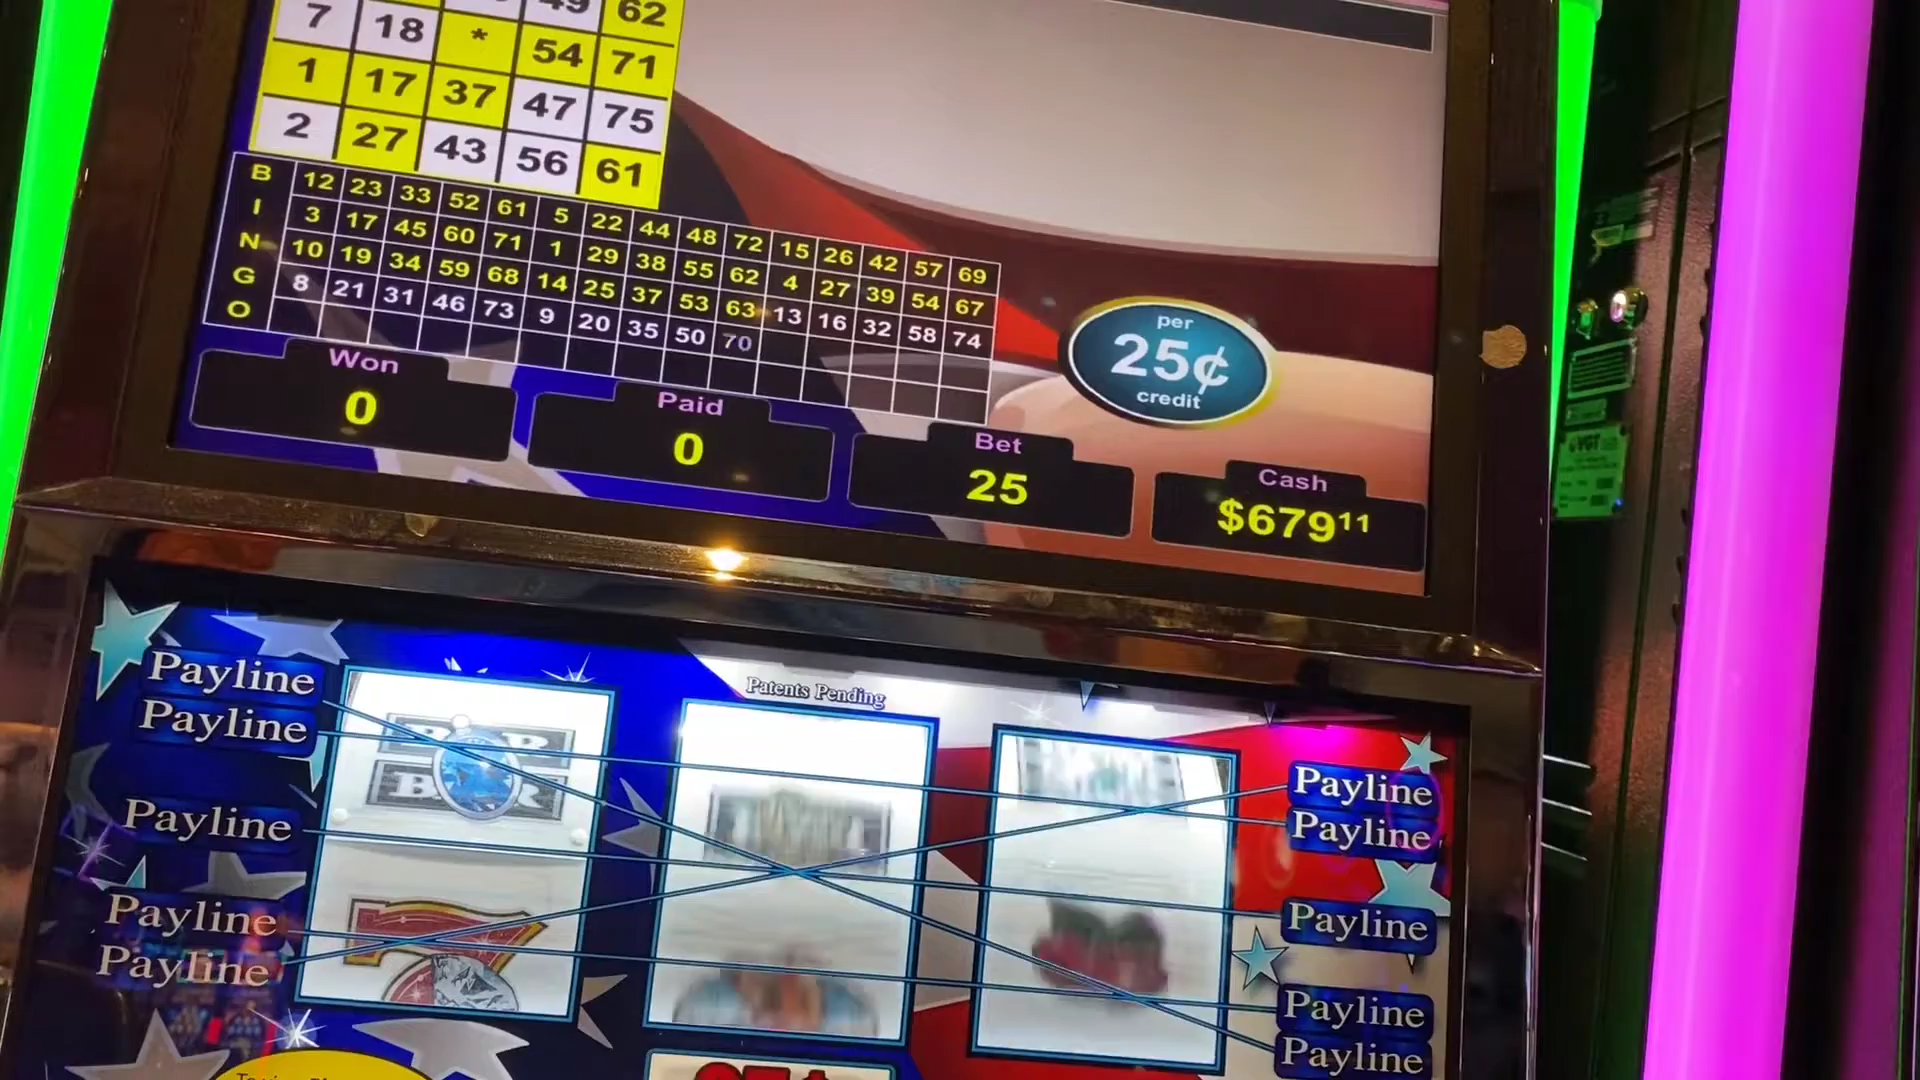 49 62
7 18 * 54 71
1 17 37 47 75
2 27 43 56 61
B 12 23 33 52 61 5 22 44 48 72 15 26 42 57 69
I 3 17 45 60 71 1 29 38 55 62 4 27 39 54 67
N 10 19 34 59 68 14 25 37 53 63 13 16 32 58 74
G 8 21 31 46 73 9 20 35 50 70
O
per
25¢
credit
Won
0
Paid
0
Bet
25
Cash
$679¹¹
VGT
Patents Pending
Payline
Payline
Payline
Payline
Payline
Payline
Payline
Payline
Payline
Payline
BAR